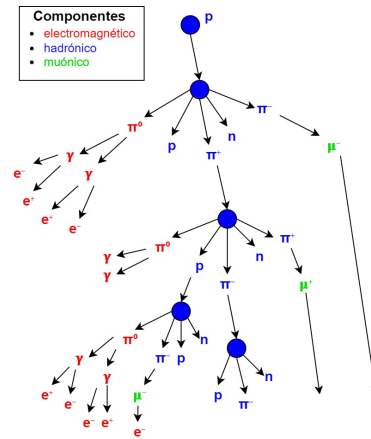 Componentes
• electromagnético
• hadrónico
• muónico
p
π⁰ p π⁺ n π⁻
γ γ μ⁻
e⁻ e⁺ e⁺ e⁻
π⁰ p π⁻ n π⁺
γ
γ
μ⁺
π⁰ π⁻ p n
γ γ μ⁻ p π⁻ n
e⁺ e⁻ e⁻ e⁺ e⁻